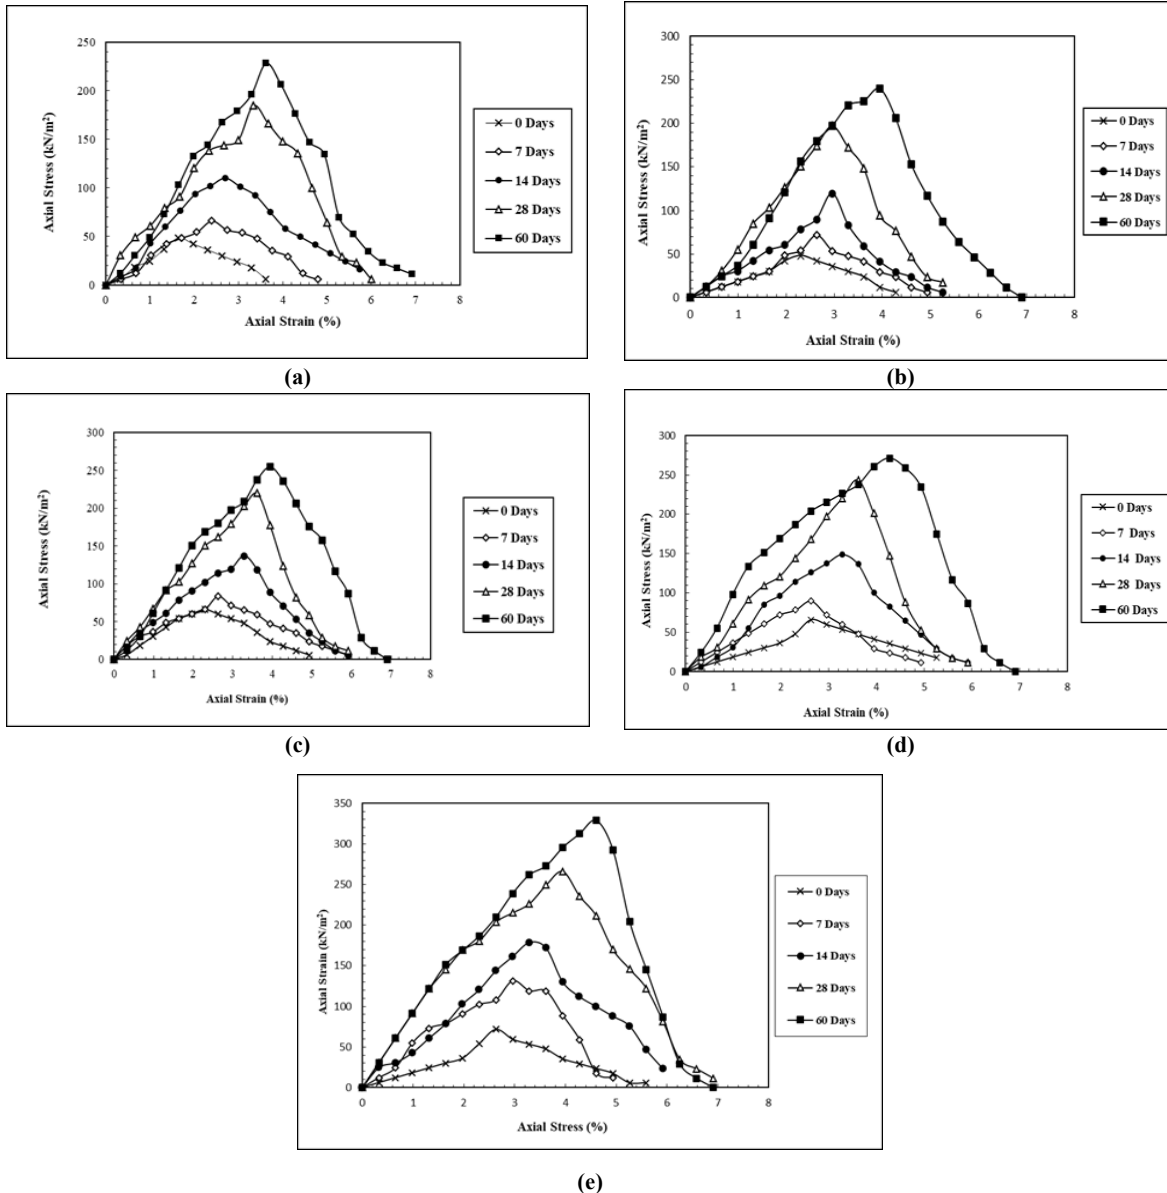 250
200
150
100
50
0
Axial Stress (kN/m²)
0 1 2 3 4 5 6 7 8
Axial Strain (%)
0 Days
7 Days
14 Days
28 Days
60 Days
(a)
300
250
200
150
100
50
0
Axial Stress (kN/m²)
0 1 2 3 4 5 6 7 8
Axial Strain (%)
0 Days
7 Days
14 Days
28 Days
60 Days
(b)
300
250
200
150
100
50
0
Axial Stress (kN/m²)
0 1 2 3 4 5 6 7 8
Axial Strain (%)
0 Days
7 Days
14 Days
28 Days
60 Days
(c)
300
250
200
150
100
50
0
Axial Stress (kN/m²)
0 1 2 3 4 5 6 7 8
Axial Strain (%)
0 Days
7 Days
14 Days
28 Days
60 Days
(d)
350
300
250
200
150
100
50
0
Axial Strain (kN/m²)
0 1 2 3 4 5 6 7 8
Axial Stress (%)
0 Days
7 Days
14 Days
28 Days
60 Days
(e)